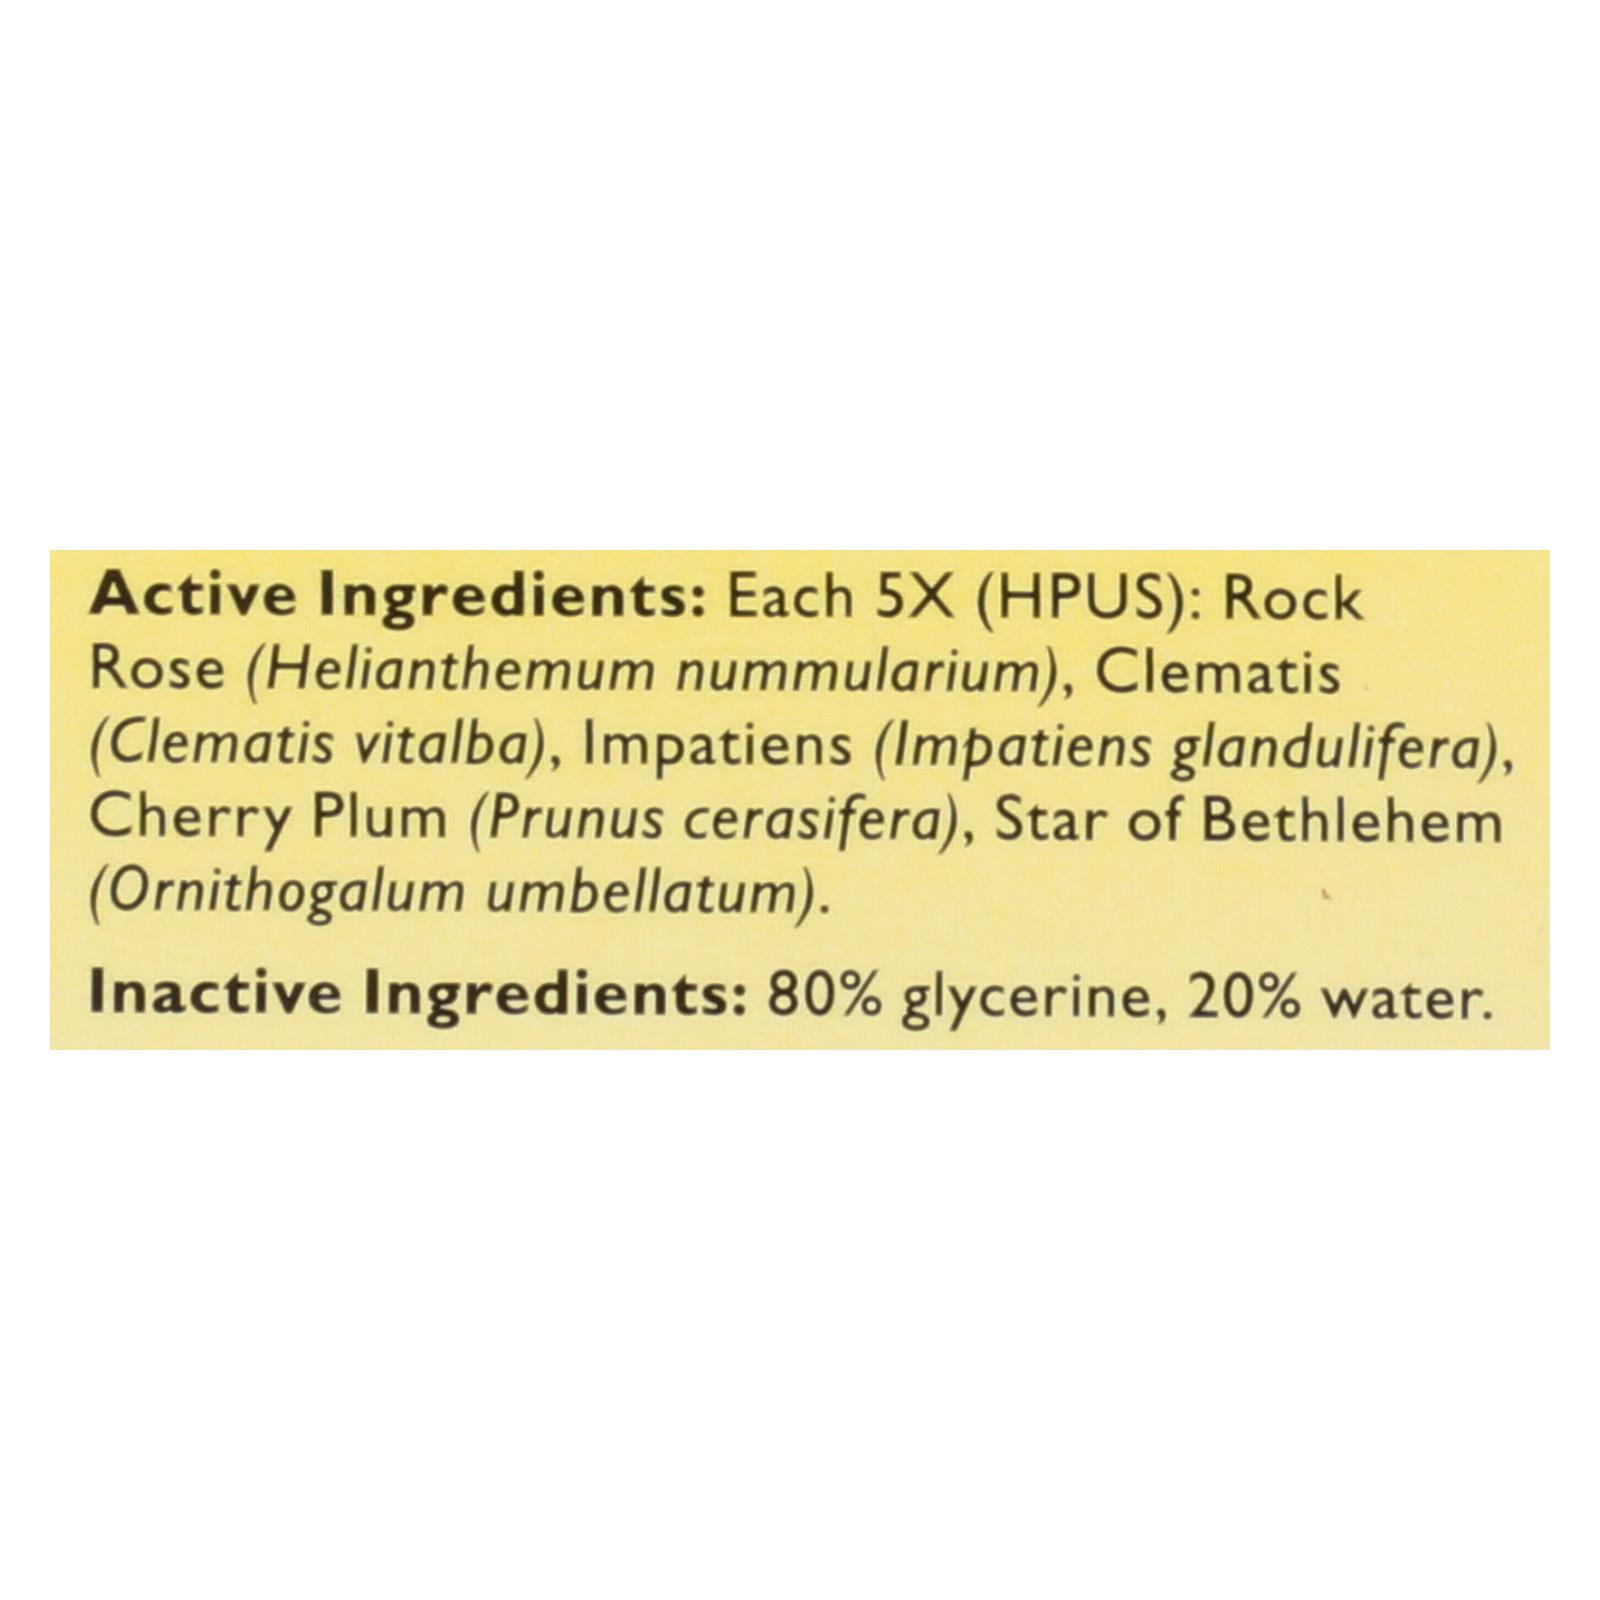 Active Ingredients: Each 5X (HPUS): Rock
Rose (Helianthemum nummularium), Clematis
(Clematis vitalba), Impatiens (Impatiens glandulifera),
Cherry Plum (Prunus cerasifera), Star of Bethlehem
(Ornithogalum umbellatum).
Inactive Ingredients: 80% glycerine, 20% water.